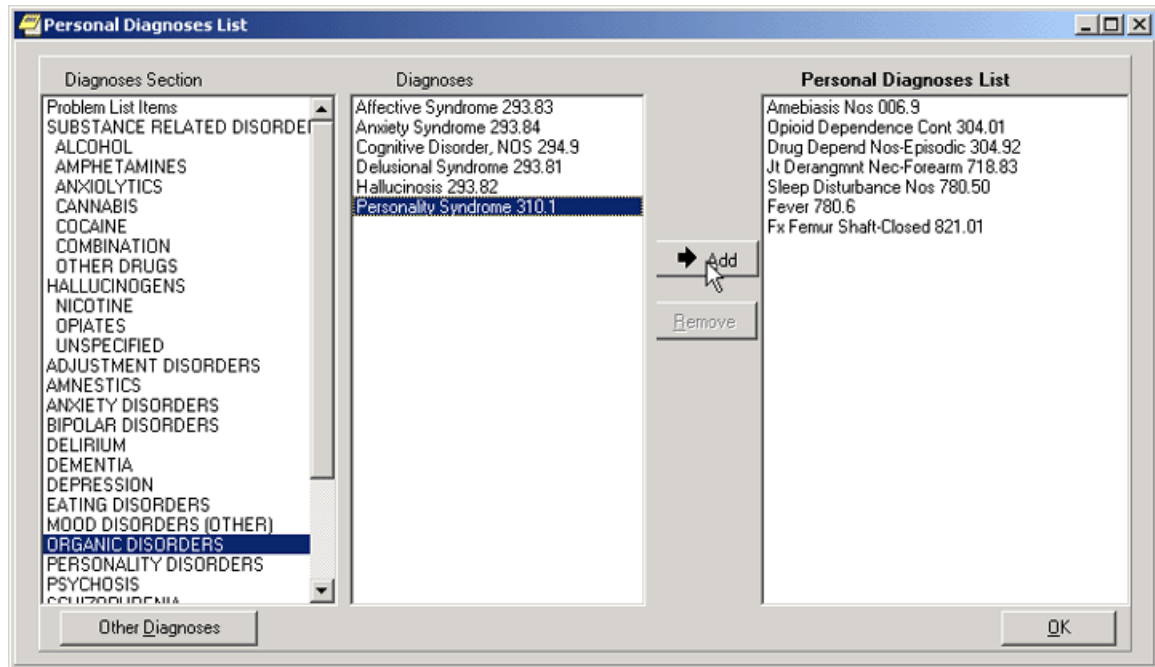 Personal Diagnoses List
Diagnoses Section
Problem List Items
SUBSTANCE RELATED DISORDE
ALCOHOL
AMPHETAMINES
ANXIOLYTICS
CANNABIS
COCAINE
COMBINATION
OTHER DRUGS
HALLUCINOGENS
NICOTINE
OPIATES
UNSPECIFIED
ADJUSTMENT DISORDERS
AMNESTICS
ANXIETY DISORDERS
BIPOLAR DISORDERS
DELIRIUM
DEMENTIA
DEPRESSION
EATING DISORDERS
MOOD DISORDERS (OTHER)
ORGANIC DISORDERS
PERSONALITY DISORDERS
PSYCHOSIS
SCHIZOPHRENIA
Other Diagnoses
Diagnoses
Affective Syndrome 293.83
Anxiety Syndrome 293.84
Cognitive Disorder, NOS 294.9
Delusional Syndrome 293.81
Hallucinosis 293.82
Personality Syndrome 310.1
Add
Remove
Personal Diagnoses List
Amebiasis Nos 006.9
Opioid Dependence Cont 304.01
Drug Depend Nos-Episodic 304.92
Jt Derangmnt Nec-Forearm 718.83
Sleep Disturbance Nos 780.50
Fever 780.6
Fx Femur Shaft-Closed 821.01
OK